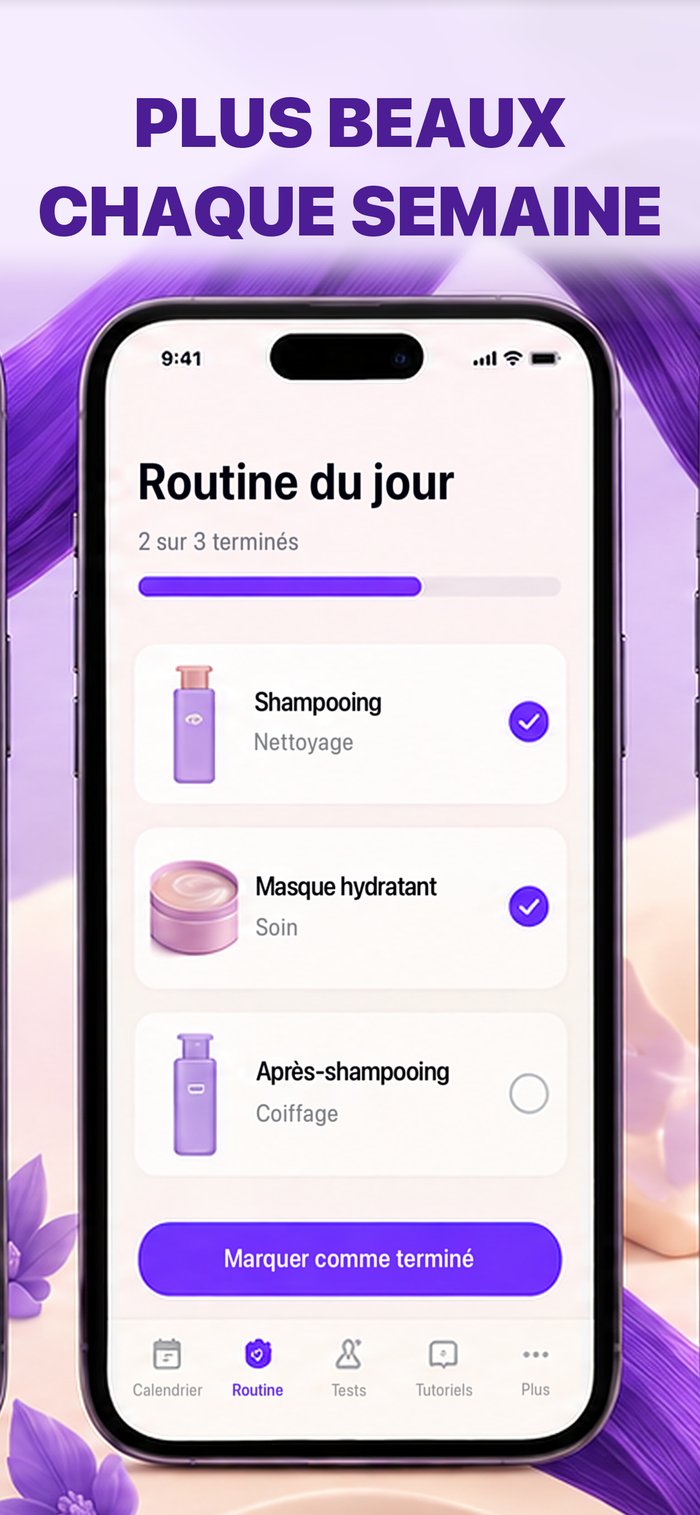 PLUS BEAUX
CHAQUE SEMAINE
9:41
Routine du jour
2 sur 3 terminés
Shampooing
Nettoyage
Masque hydratant
Soin
Après-shampooing
Coiffage
Marquer comme terminé
Calendrier
Routine
Tests
Tutoriels
Plus